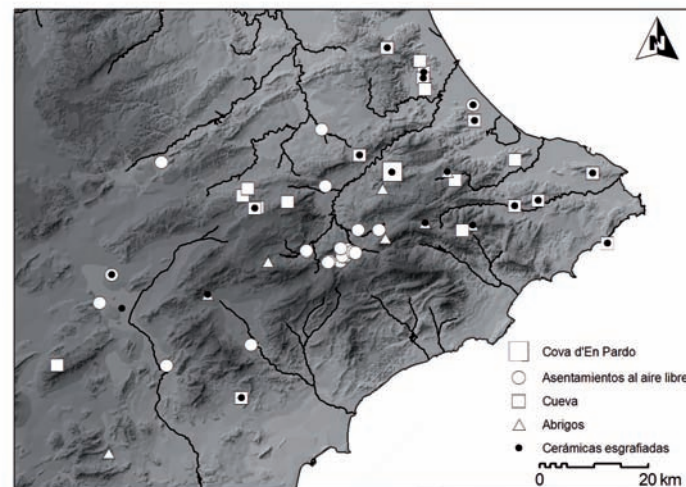 N
Cova d'En Pardo
Asentamientos al aire libre
Cueva
Abrigos
Cerámicas esgrafiadas
0 20 km